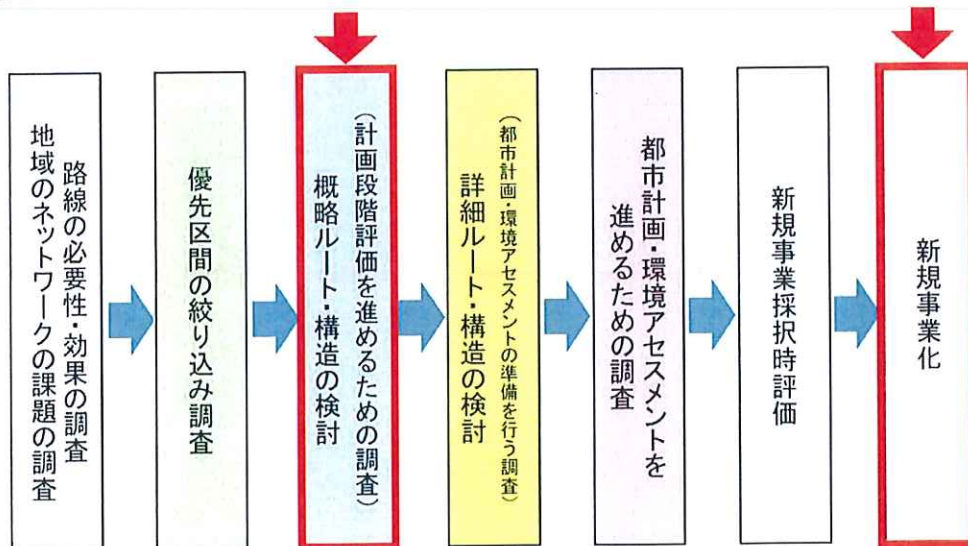 地域のネットワークの課題の調査
路線の必要性・効果の調査
優先区間の絞り込み調査
概略ルート・構造の検討
(計画段階評価を進めるための調査)
詳細ルート・構造の検討
(都市計画・環境アセスメントの準備を行う調査)
都市計画・環境アセスメントを
進めるための調査
新規事業採択時評価
新規事業化